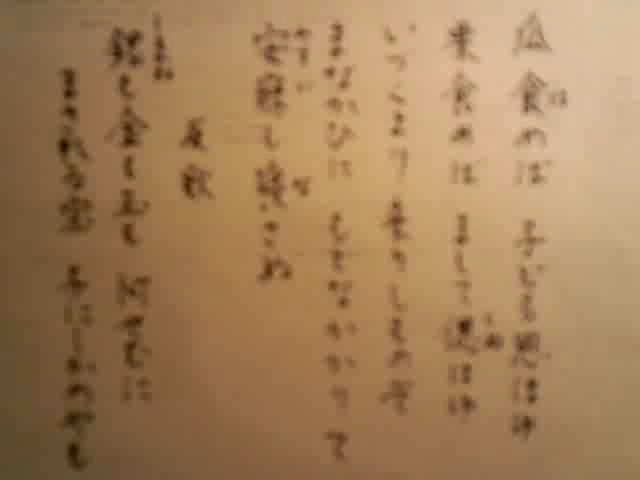 瓜食めば 子ども思ほゆ
栗食めば まして偲はゆ
いづくより 来りしものぞ
まなかひに もとなかかりて
安寐し寝さぬ
反歌
銀も金も玉も 何せむに
まされる宝 子にしかめやも